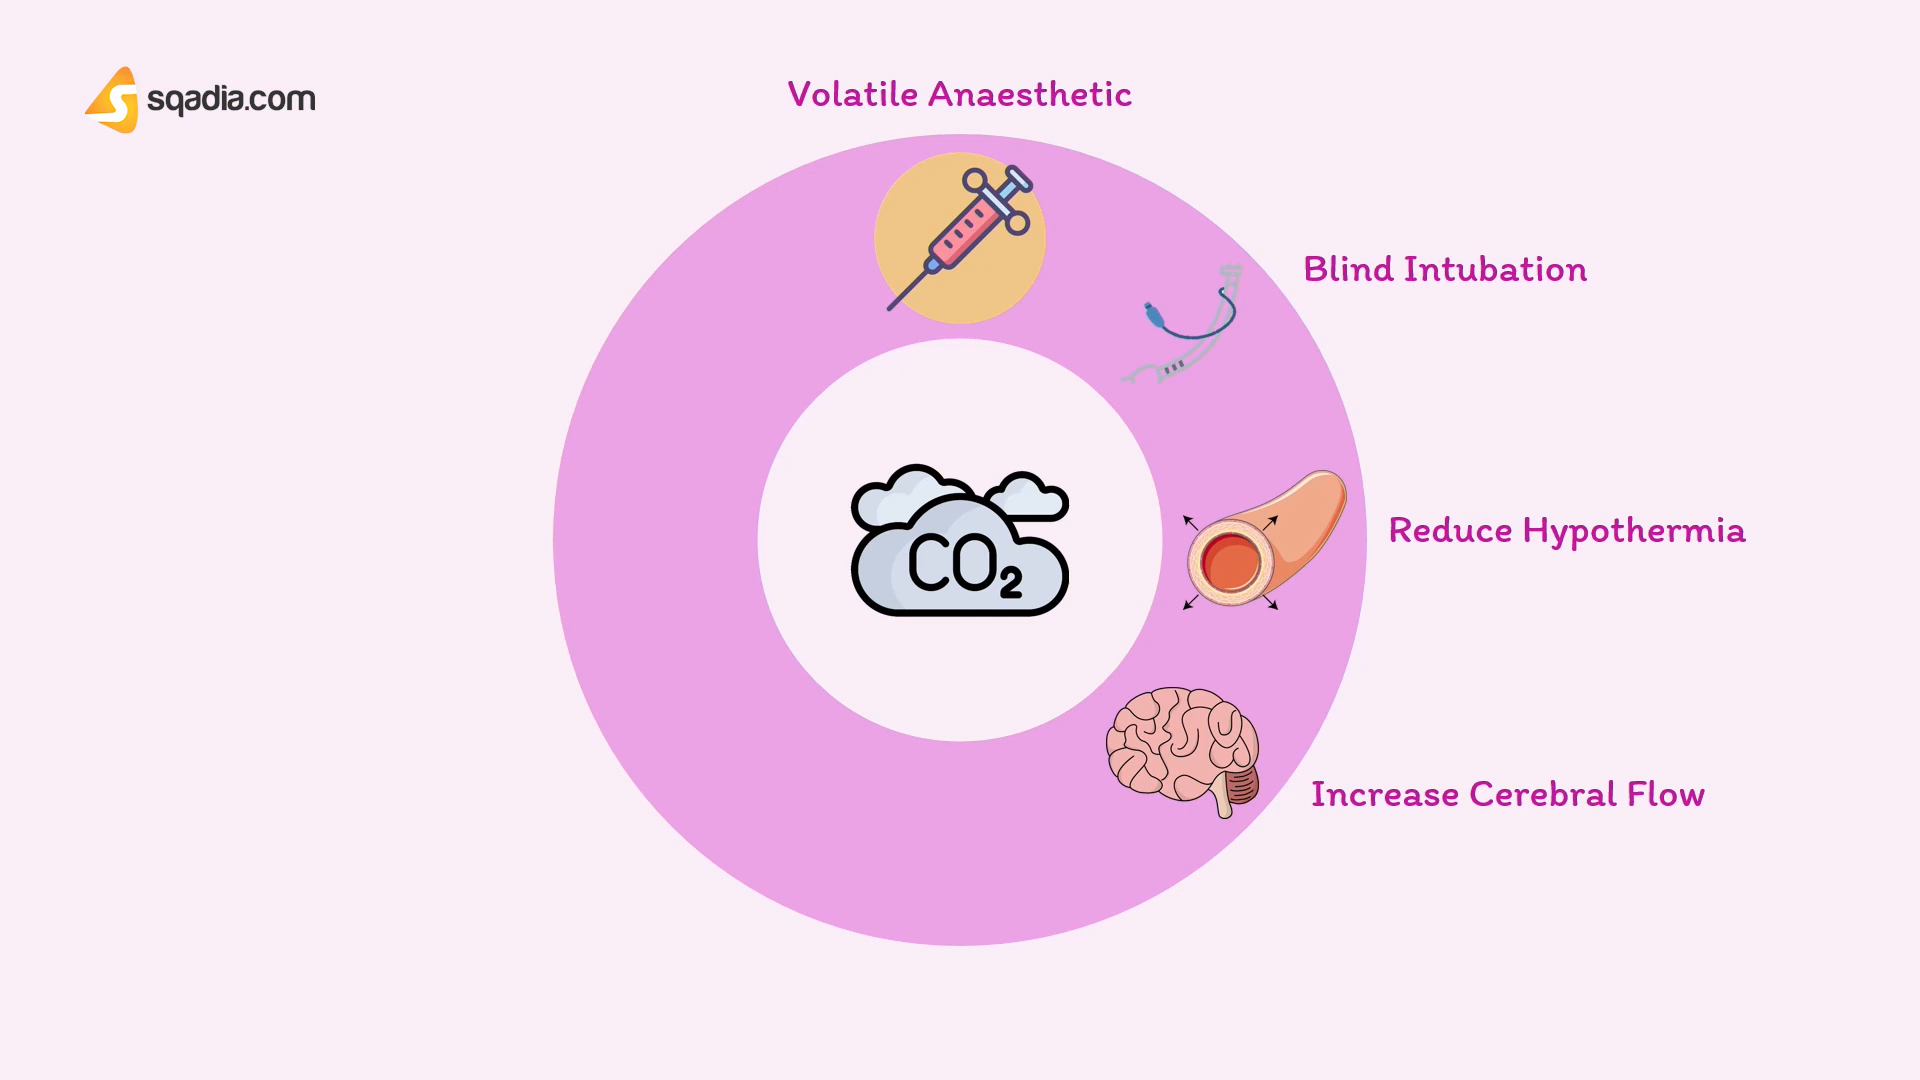 sqadia.com
Volatile Anaesthetic
Blind Intubation
Reduce Hypothermia
Increase Cerebral Flow
CO₂